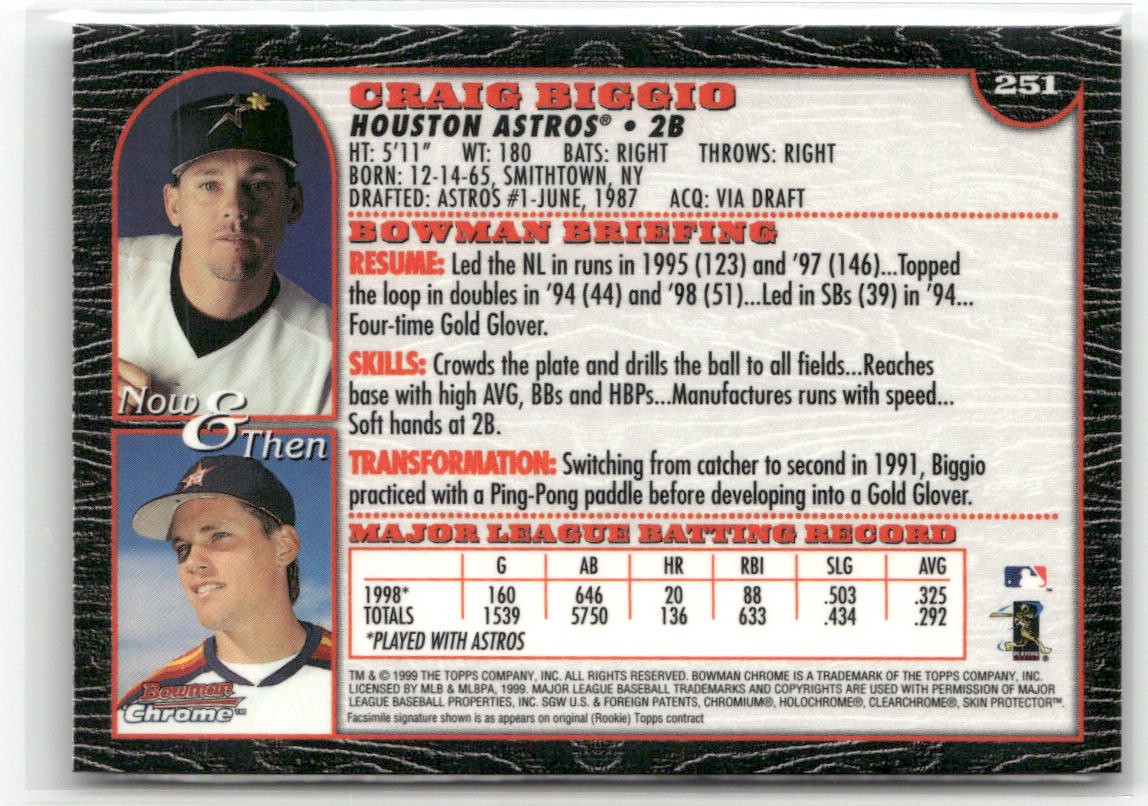 251
CRAIG BIGGIO
HOUSTON ASTROS® • 2B
HT: 5'11" WT: 180 BATS: RIGHT THROWS: RIGHT
BORN: 12-14-65, SMITHTOWN, NY
DRAFTED: ASTROS #1-JUNE, 1987 ACQ: VIA DRAFT
BOWMAN BRIEFING
RESUME: Led the NL in runs in 1995 (123) and '97 (146)...Topped
the loop in doubles in '94 (44) and '98 (51)...Led in SBs (39) in '94...
Four-time Gold Glover.
SKILLS: Crowds the plate and drills the ball to all fields...Reaches
base with high AVG, BBs and HBPs...Manufactures runs with speed...
Soft hands at 2B.
TRANSFORMATION: Switching from catcher to second in 1991, Biggio
practiced with a Ping-Pong paddle before developing into a Gold Glover.
Now &
Then
MAJOR LEAGUE BATTING RECORD
G AB HR RBI SLG AVG
1998* 160 646 20 88 .503 .325
TOTALS 1539 5750 136 633 .434 .292
*PLAYED WITH ASTROS
PLAYERS
Bowman
Chrome™
TM & © 1999 THE TOPPS COMPANY, INC. ALL RIGHTS RESERVED. BOWMAN CHROME IS A TRADEMARK OF THE TOPPS COMPANY, INC.
LICENSED BY MLB & MLBPA, 1999. MAJOR LEAGUE BASEBALL TRADEMARKS AND COPYRIGHTS ARE USED WITH PERMISSION OF MAJOR
LEAGUE BASEBALL PROPERTIES, INC. SGW U.S. & FOREIGN PATENTS, CHROMIUM®, HOLOCHROME®, CLEARCHROME®, SKIN PROTECTOR™.
Facsimile signature shown is as appears on original (Rookie) Topps contract